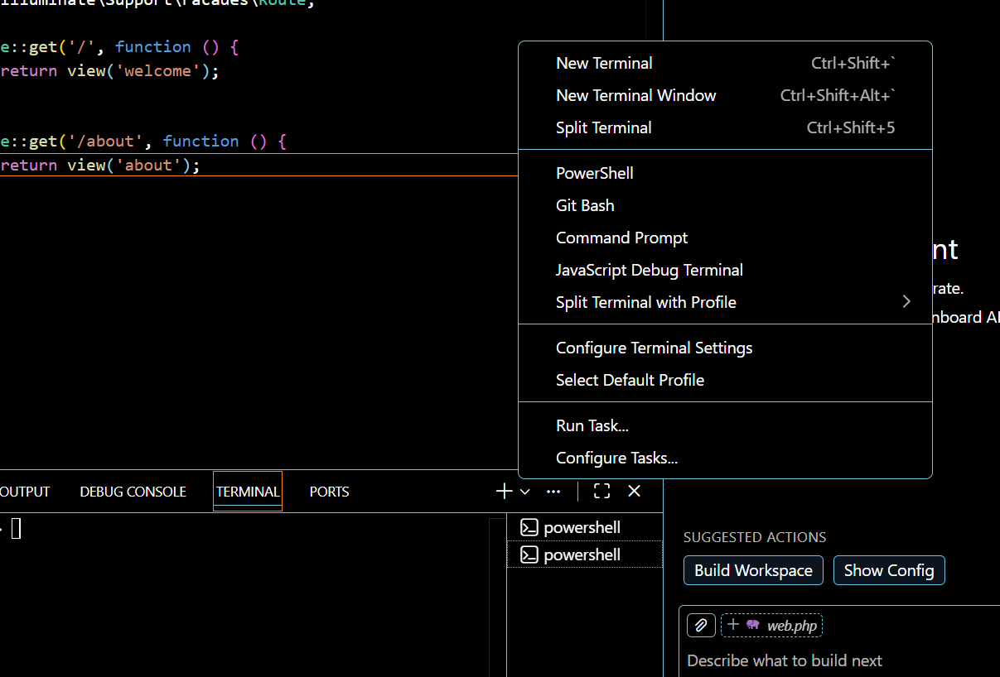 illuminate\Support\Facades\Route;
e::get('/', function () {
return view('welcome');
e::get('/about', function () {
return view('about');
New Terminal Ctrl+Shift+`
New Terminal Window Ctrl+Shift+Alt+`
Split Terminal Ctrl+Shift+5
PowerShell
Git Bash
Command Prompt
JavaScript Debug Terminal
Split Terminal with Profile
Configure Terminal Settings
Select Default Profile
Run Task...
Configure Tasks...
nt
rate.
nboard AI
OUTPUT DEBUG CONSOLE TERMINAL PORTS
powershell
powershell
SUGGESTED ACTIONS
Build Workspace Show Config
web.php
Describe what to build next